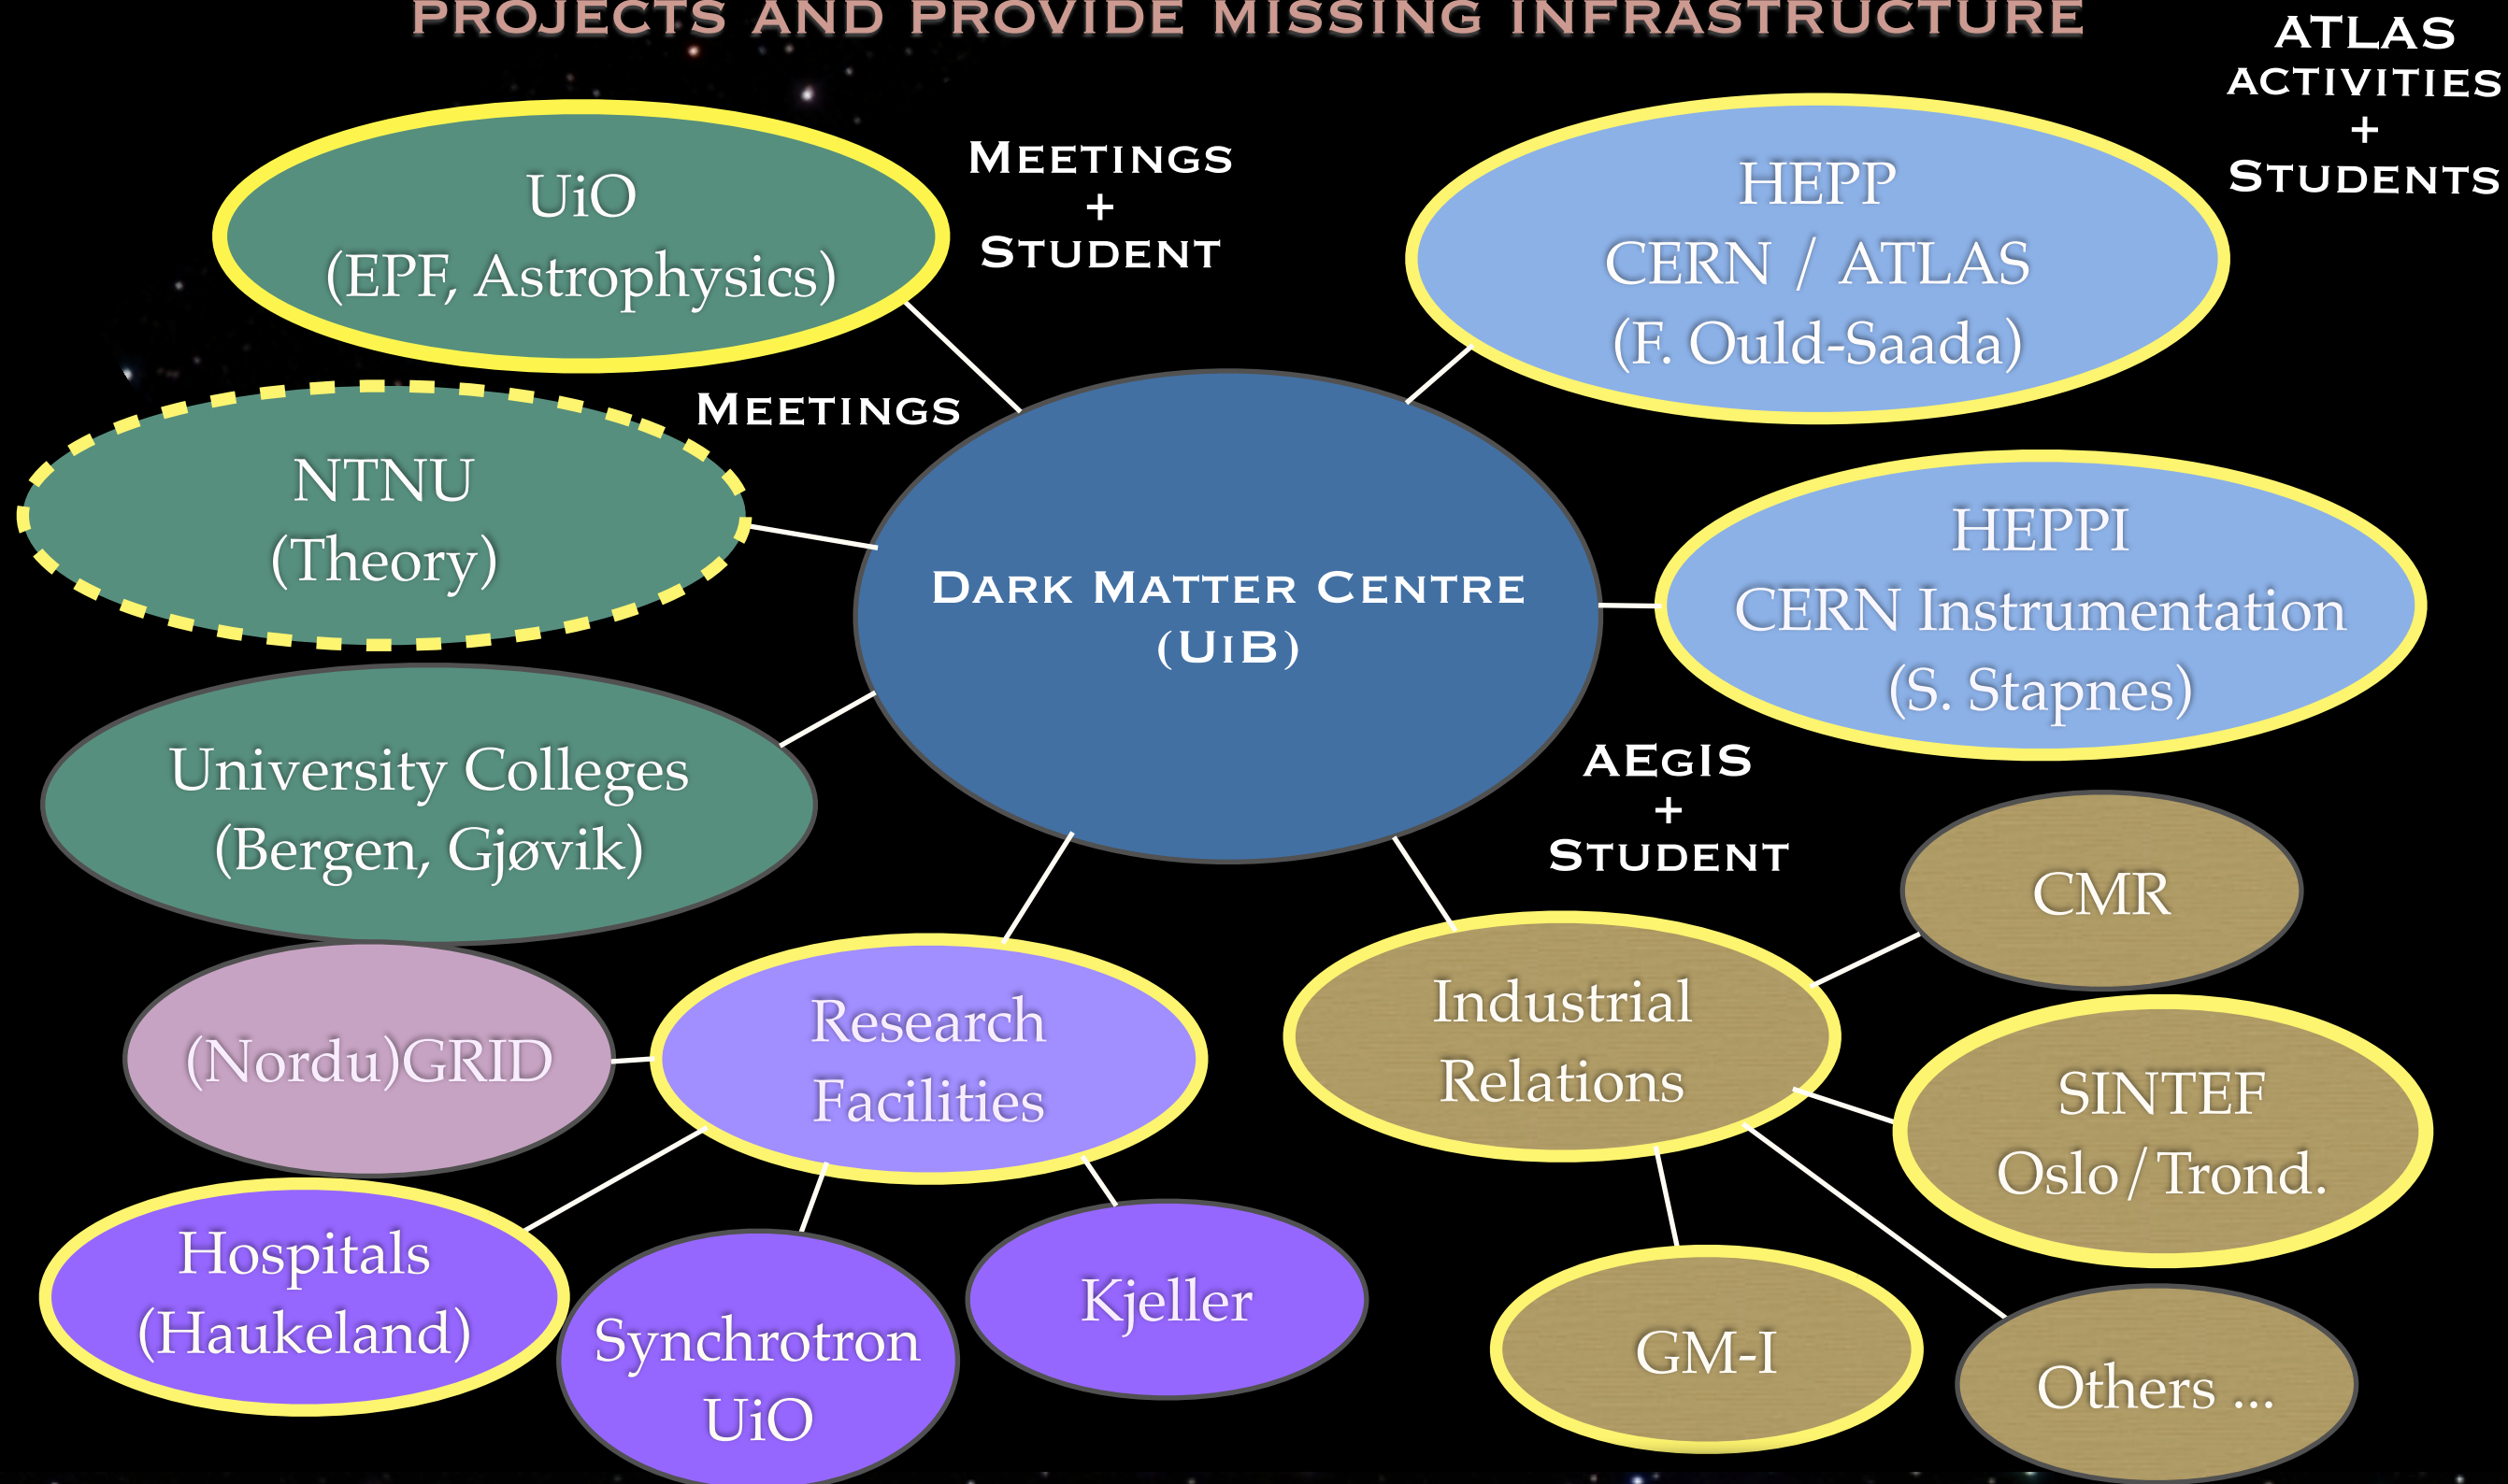 PROJECTS AND PROVIDE MISSING INFRASTRUCTURE
ATLAS
ACTIVITIES
+
STUDENTS
MEETINGS
+
STUDENT
UiO
(EPF, Astrophysics)
HEPP
CERN / ATLAS
(F. Ould-Saada)
MEETINGS
NTNU
(Theory)
DARK MATTER CENTRE
(UiB)
HEPPI
CERN Instrumentation
(S. Stapnes)
University Colleges
(Bergen, Gjøvik)
AEgIS
+
STUDENT
CMR
(Nordu)GRID
Research
Facilities
Industrial
Relations
SINTEF
Oslo/Trond.
Hospitals
(Haukeland)
Synchrotron
UiO
Kjeller
GM-I
Others ...